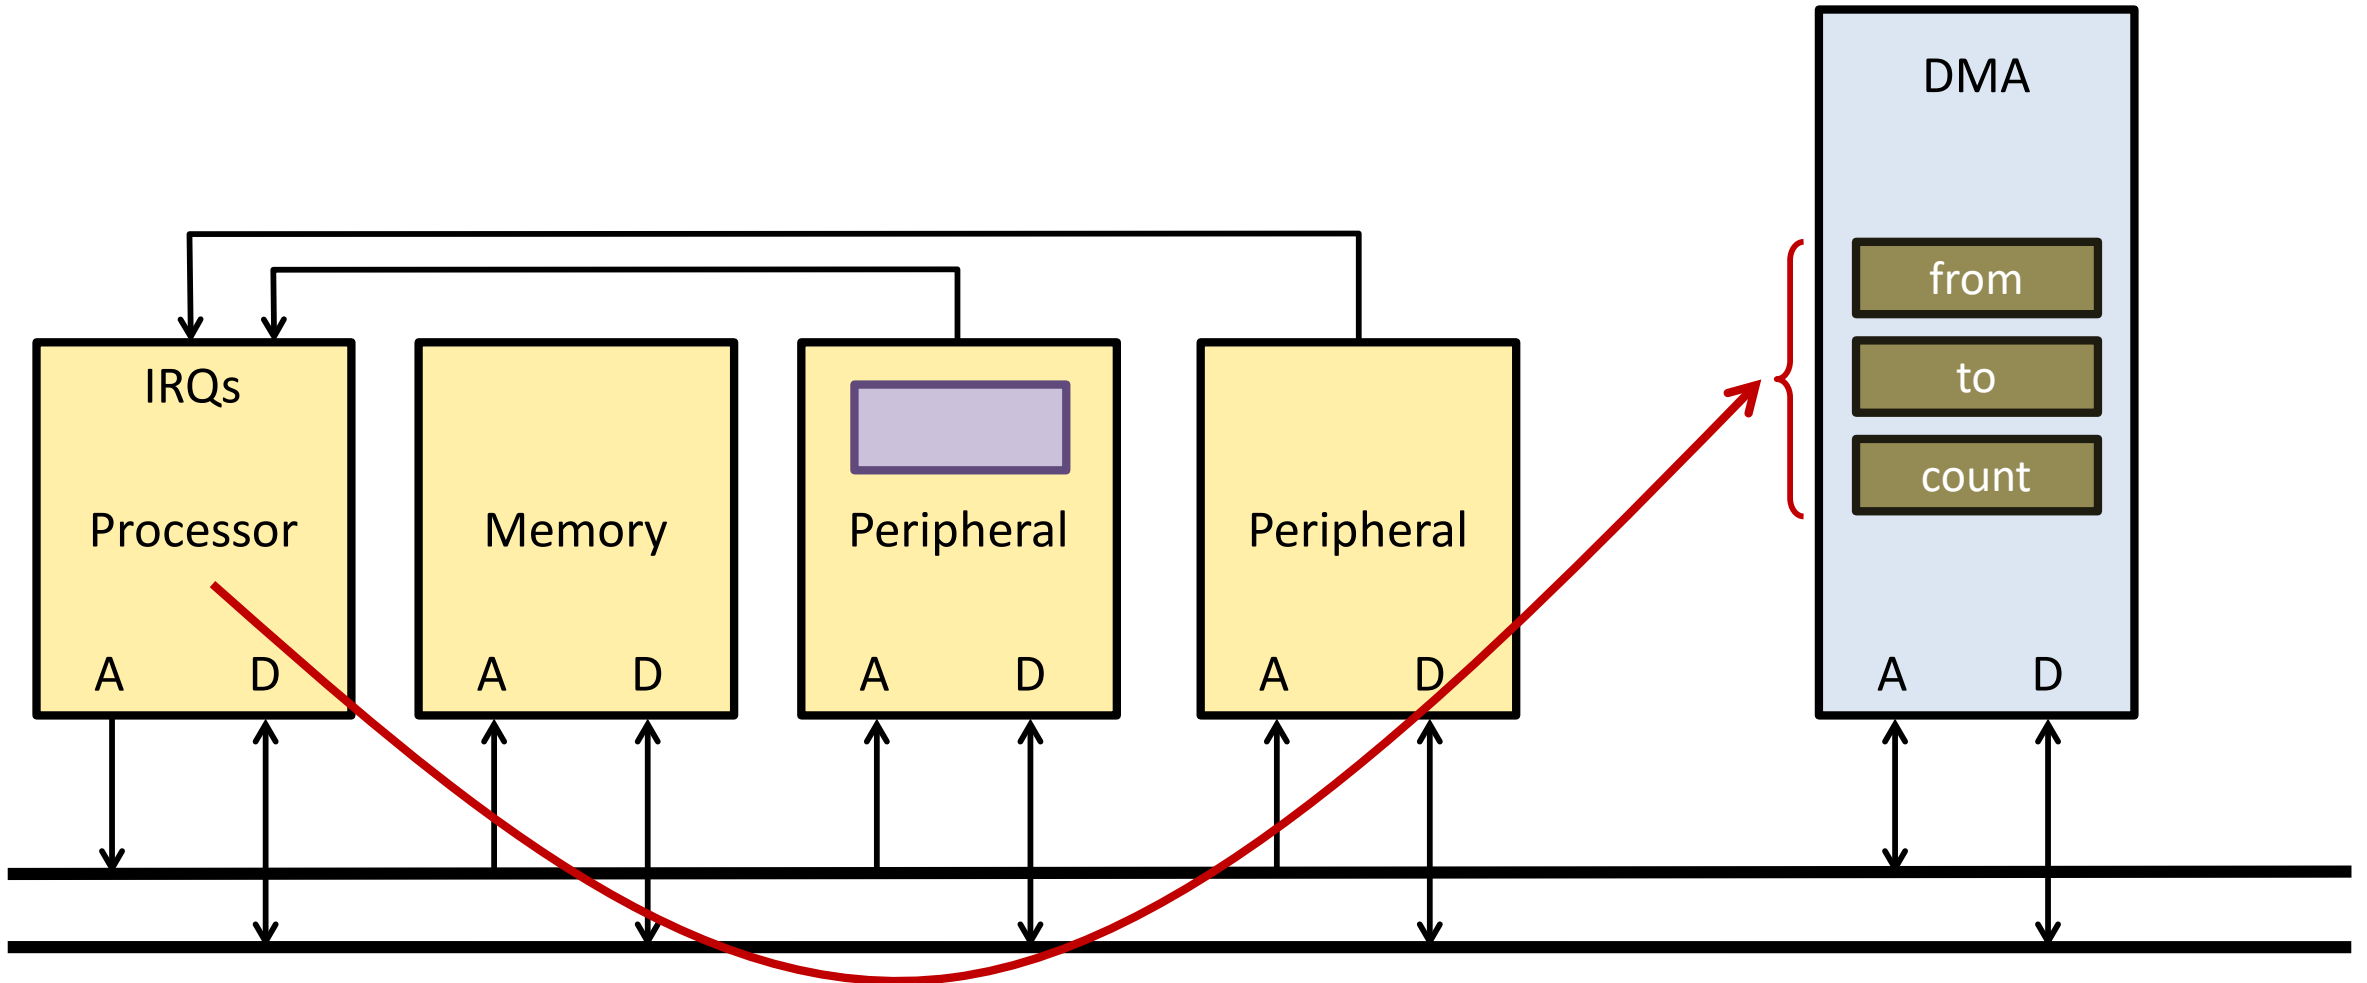 DMA
from
to
count
IRQs
Processor
Memory
Peripheral
Peripheral
A D
A D
A D
A D
A D